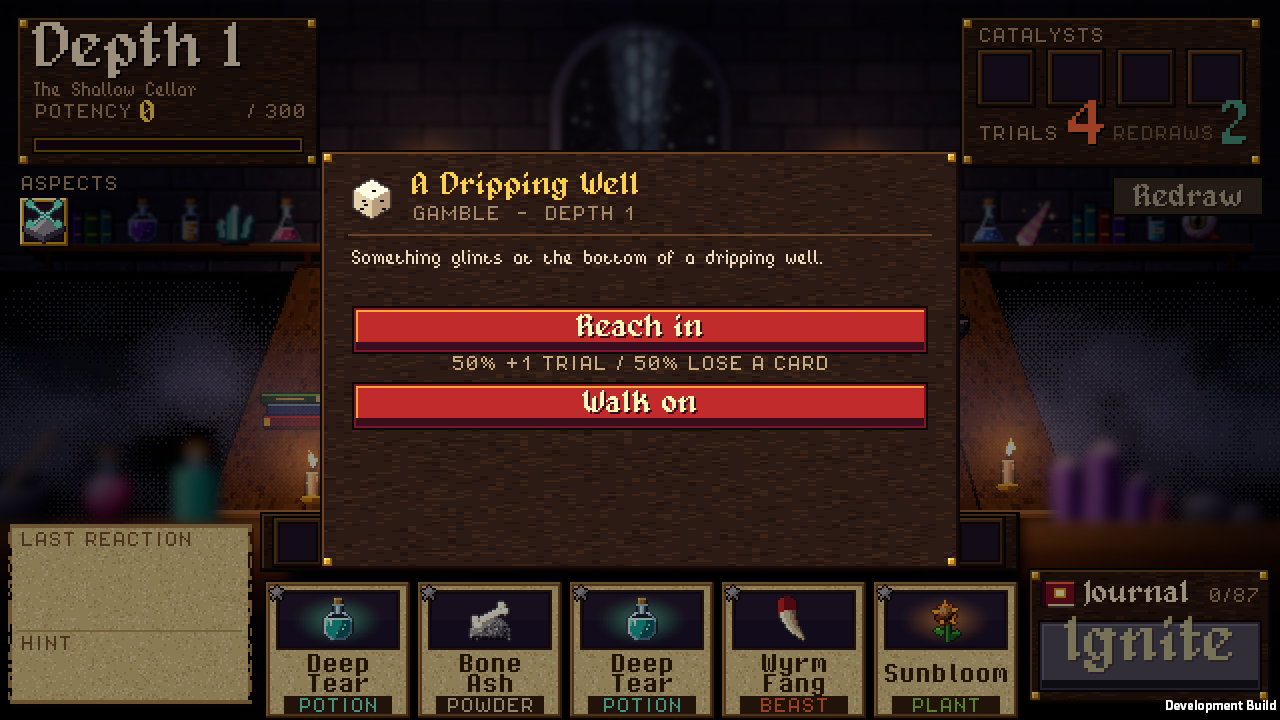 Depth 1
The Shallow Cellar
POTENCY 0 / 300
ASPECTS
CATALYSTS
TRIALS 4 REDRAWS 2
Redraw
A Dripping Well
GAMBLE - DEPTH 1
Something glints at the bottom of a dripping well.
Reach in
50% +1 TRIAL / 50% LOSE A CARD
Walk on
LAST REACTION
HINT
Deep
Tear
POTION
Bone
Ash
POWDER
Deep
Tear
POTION
Wyrm
Fang
BEAST
Sunbloom
PLANT
Journal 0/87
Ignite
Development Build